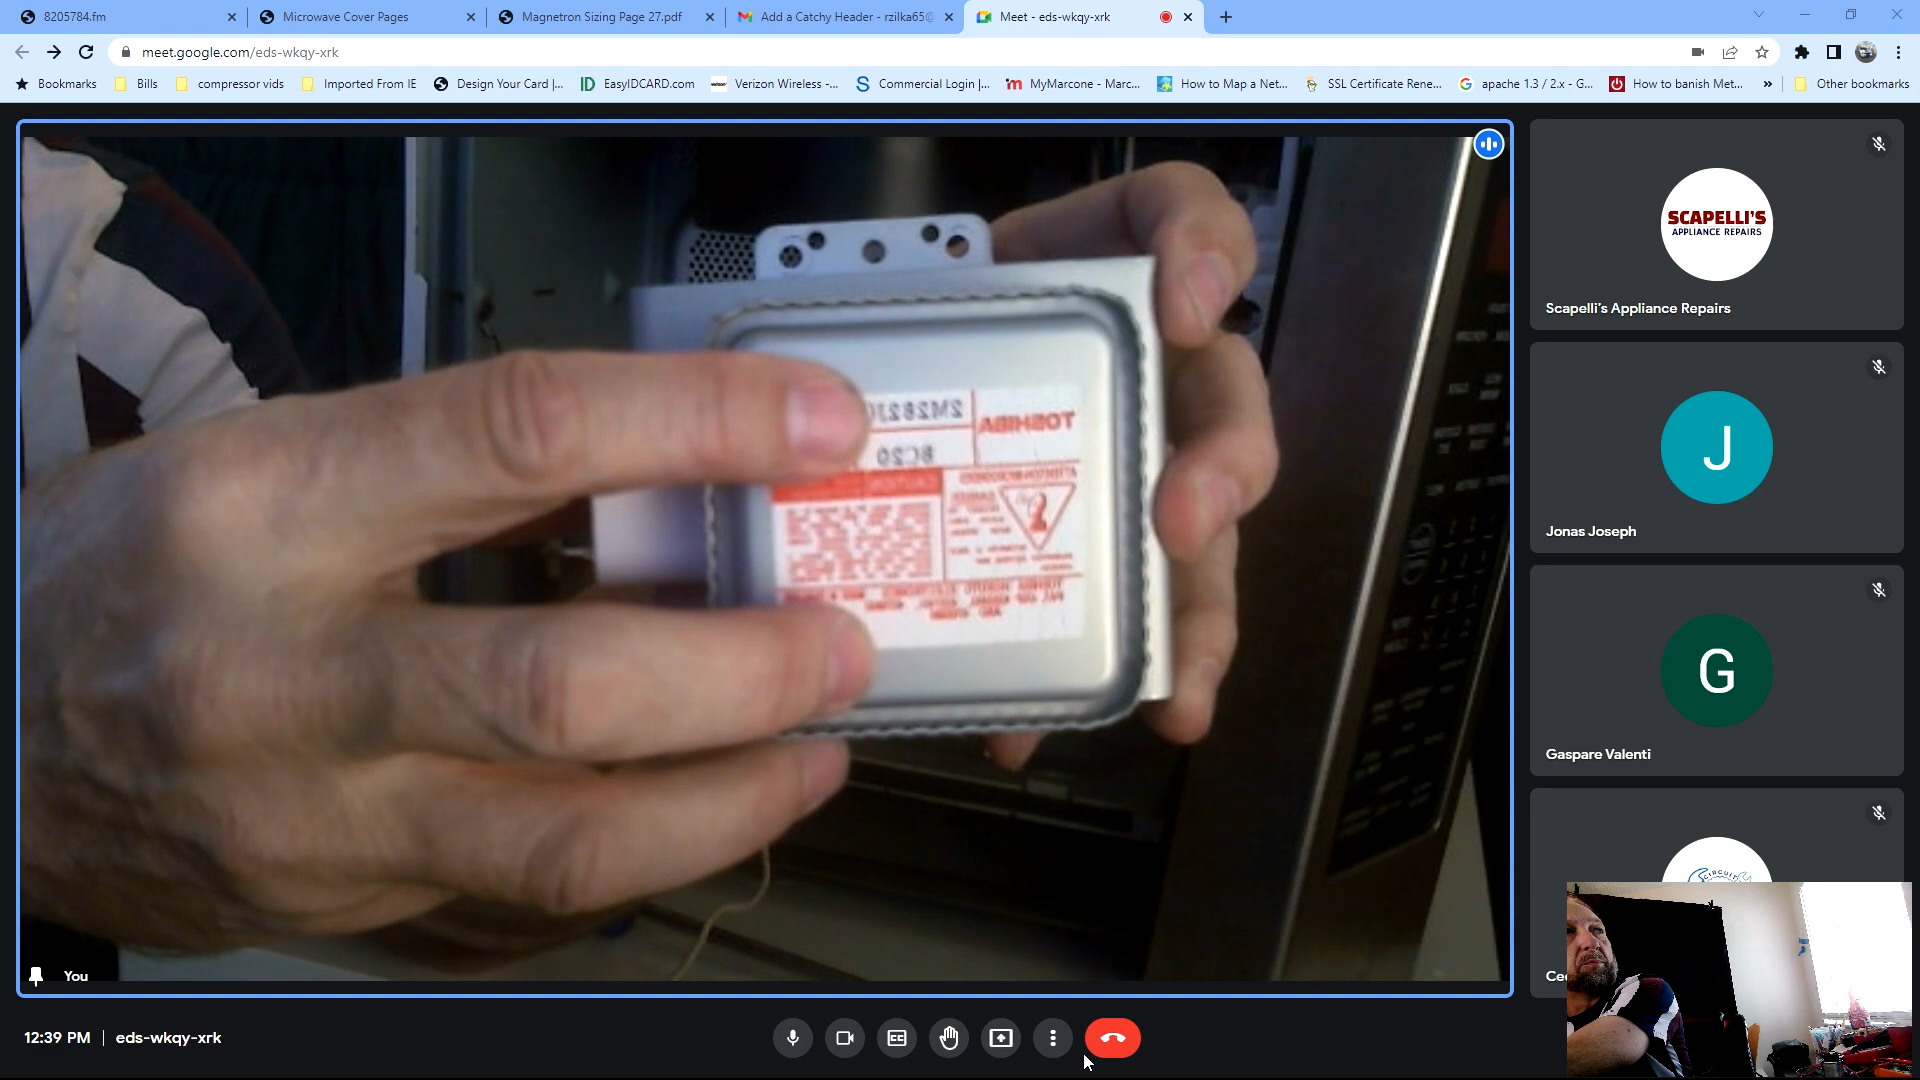 8205784.fm
Microwave Cover Pages
Magnetron Sizing Page 27.pdf
Add a Catchy Header - rzilka65@
Meet - eds-wkqy-xrk
meet.google.com/eds-wkqy-xrk
Bookmarks
Bills
compressor vids
Imported From IE
Design Your Card |...
EasyIDCARD.com
Verizon Wireless -...
Commercial Login |...
MyMarcone - Marc...
How to Map a Net...
SSL Certificate Rene...
apache 1.3 / 2.x - G...
How to banish Met...
Other bookmarks
TOSHIBA
BC20
CAUTION
SCAPELLI'S
APPLIANCE REPAIRS
Scapelli's Appliance Repairs
J
Jonas Joseph
G
Gaspare Valenti
CIRCUIT
You
12:39 PM
eds-wkqy-xrk